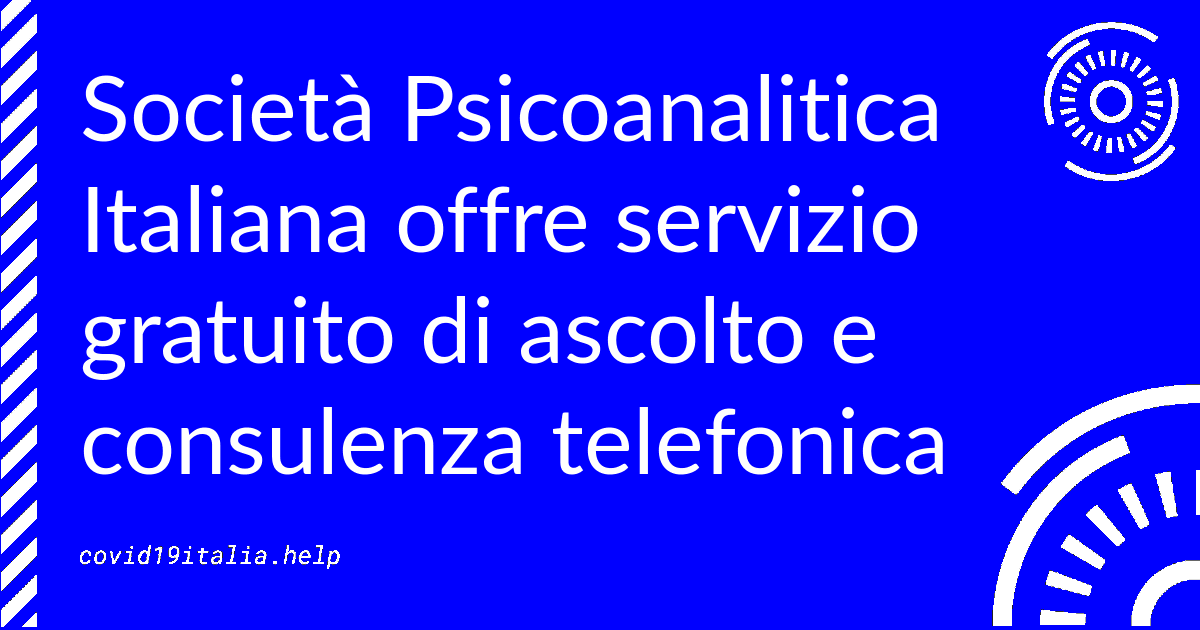 Società Psicoanalitica
Italiana offre servizio
gratuito di ascolto e
consulenza telefonica
covid19italia.help